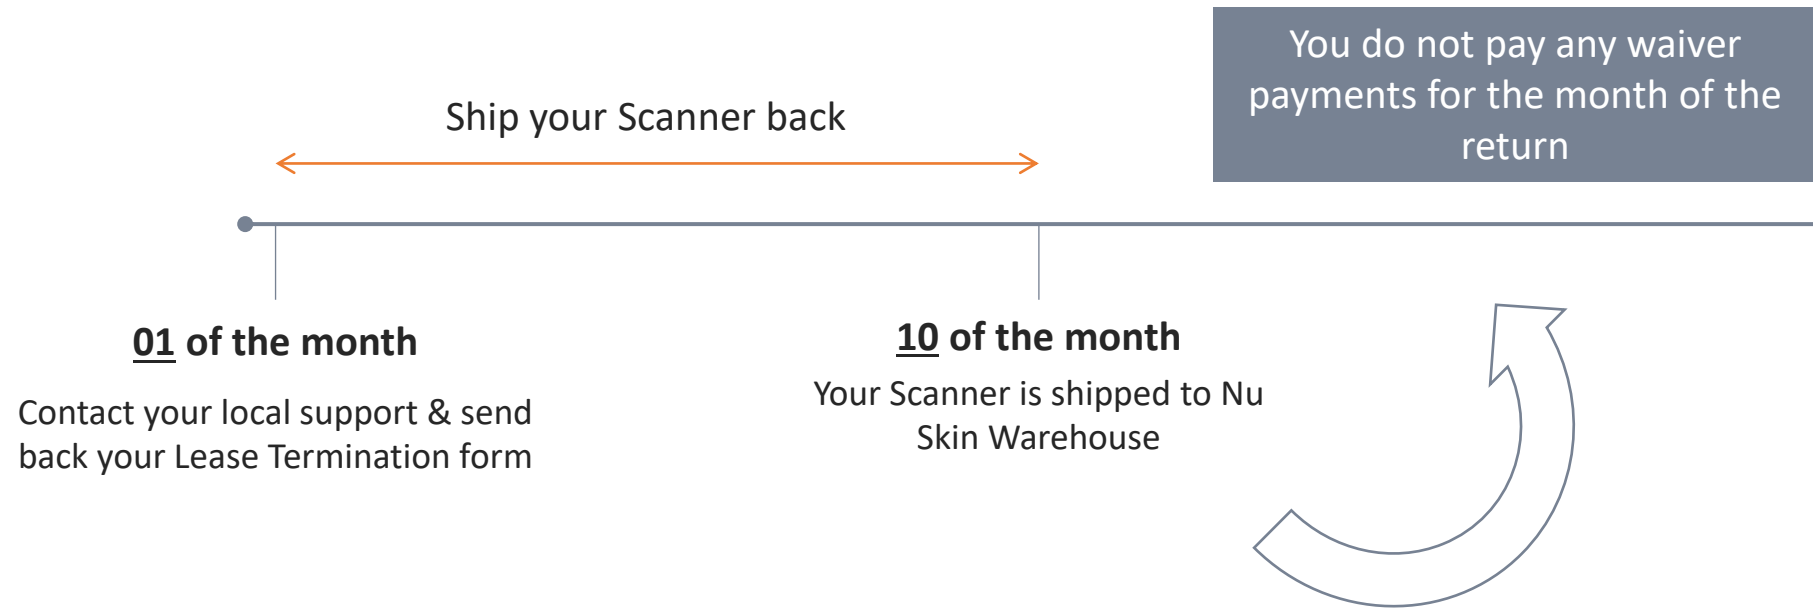 You do not pay any waiver
payments for the month of the
return
Ship your Scanner back
01 of the month
Contact your local support & send
back your Lease Termination form
10 of the month
Your Scanner is shipped to Nu
Skin Warehouse